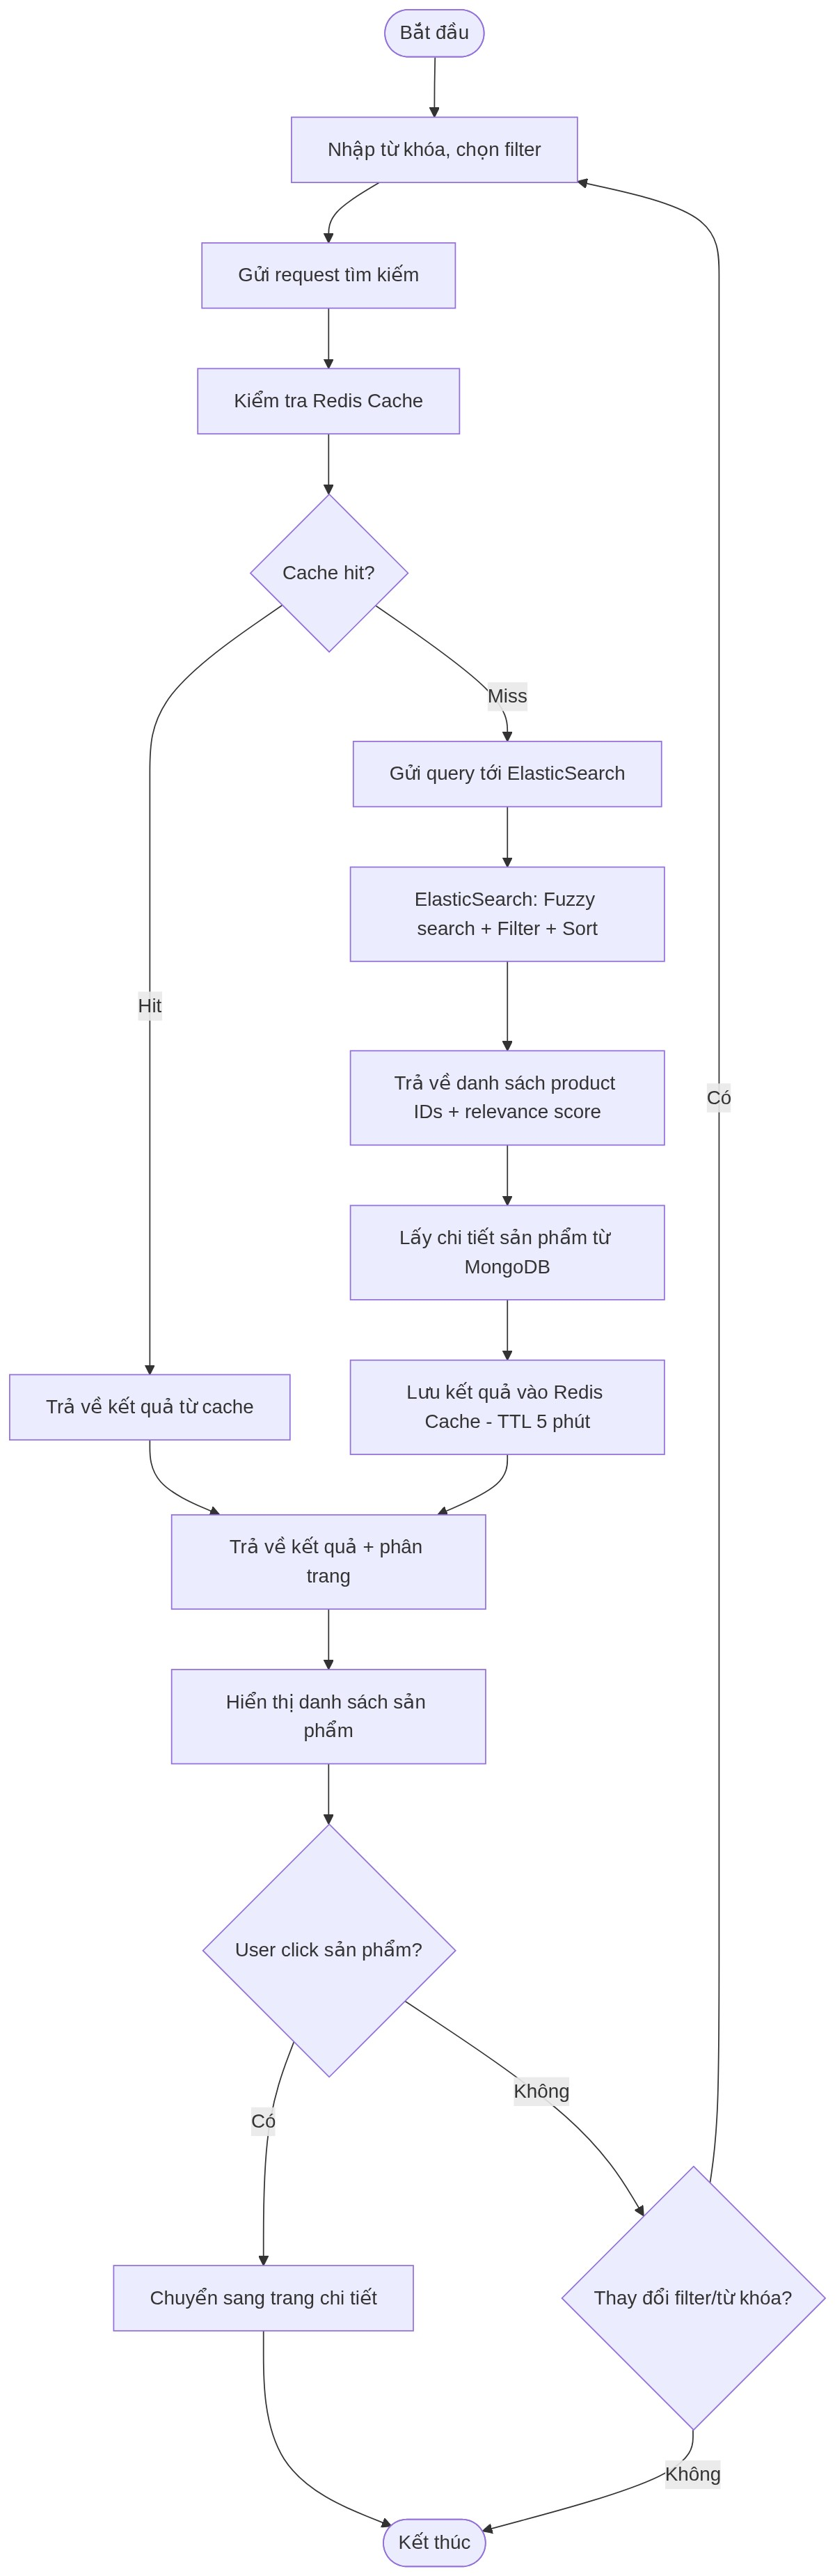 Bắt đầu
Nhập từ khóa, chọn filter
Gửi request tìm kiếm
Kiểm tra Redis Cache
Cache hit?
Miss
Gửi query tới ElasticSearch
ElasticSearch: Fuzzy
search + Filter + Sort
Hit
Trả về danh sách product
IDs + relevance score
Có
Lấy chi tiết sản phẩm từ
MongoDB
Trả về kết quả từ cache
Lưu kết quả vào Redis
Cache - TTL 5 phút
Trả về kết quả + phân
trang
Hiển thị danh sách sản
phẩm
User click sản phẩm?
Không
Có
Chuyển sang trang chi tiết
Thay đổi filter/từ khóa?
Không
Kết thúc